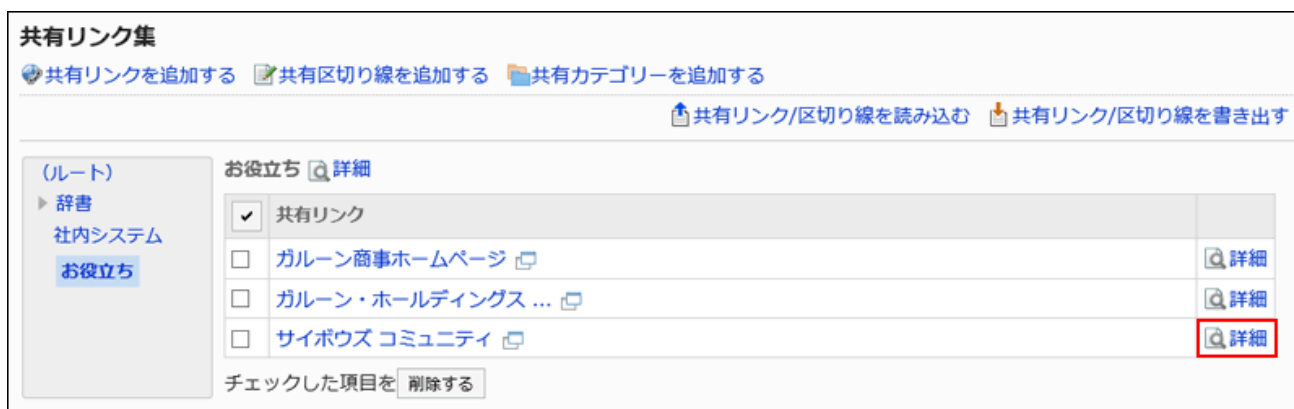 共有リンク集
共有リンクを追加する 共有区切り線を追加する 共有カテゴリーを追加する
共有リンク/区切り線を読み込む 共有リンク/区切り線を書き出す
(ルート)
辞書
社内システム
お役立ち
お役立ち 詳細
共有リンク
ガルーン商事ホームページ 詳細
ガルーン・ホールディングス ... 詳細
サイボウズ コミュニティ 詳細
チェックした項目を 削除する